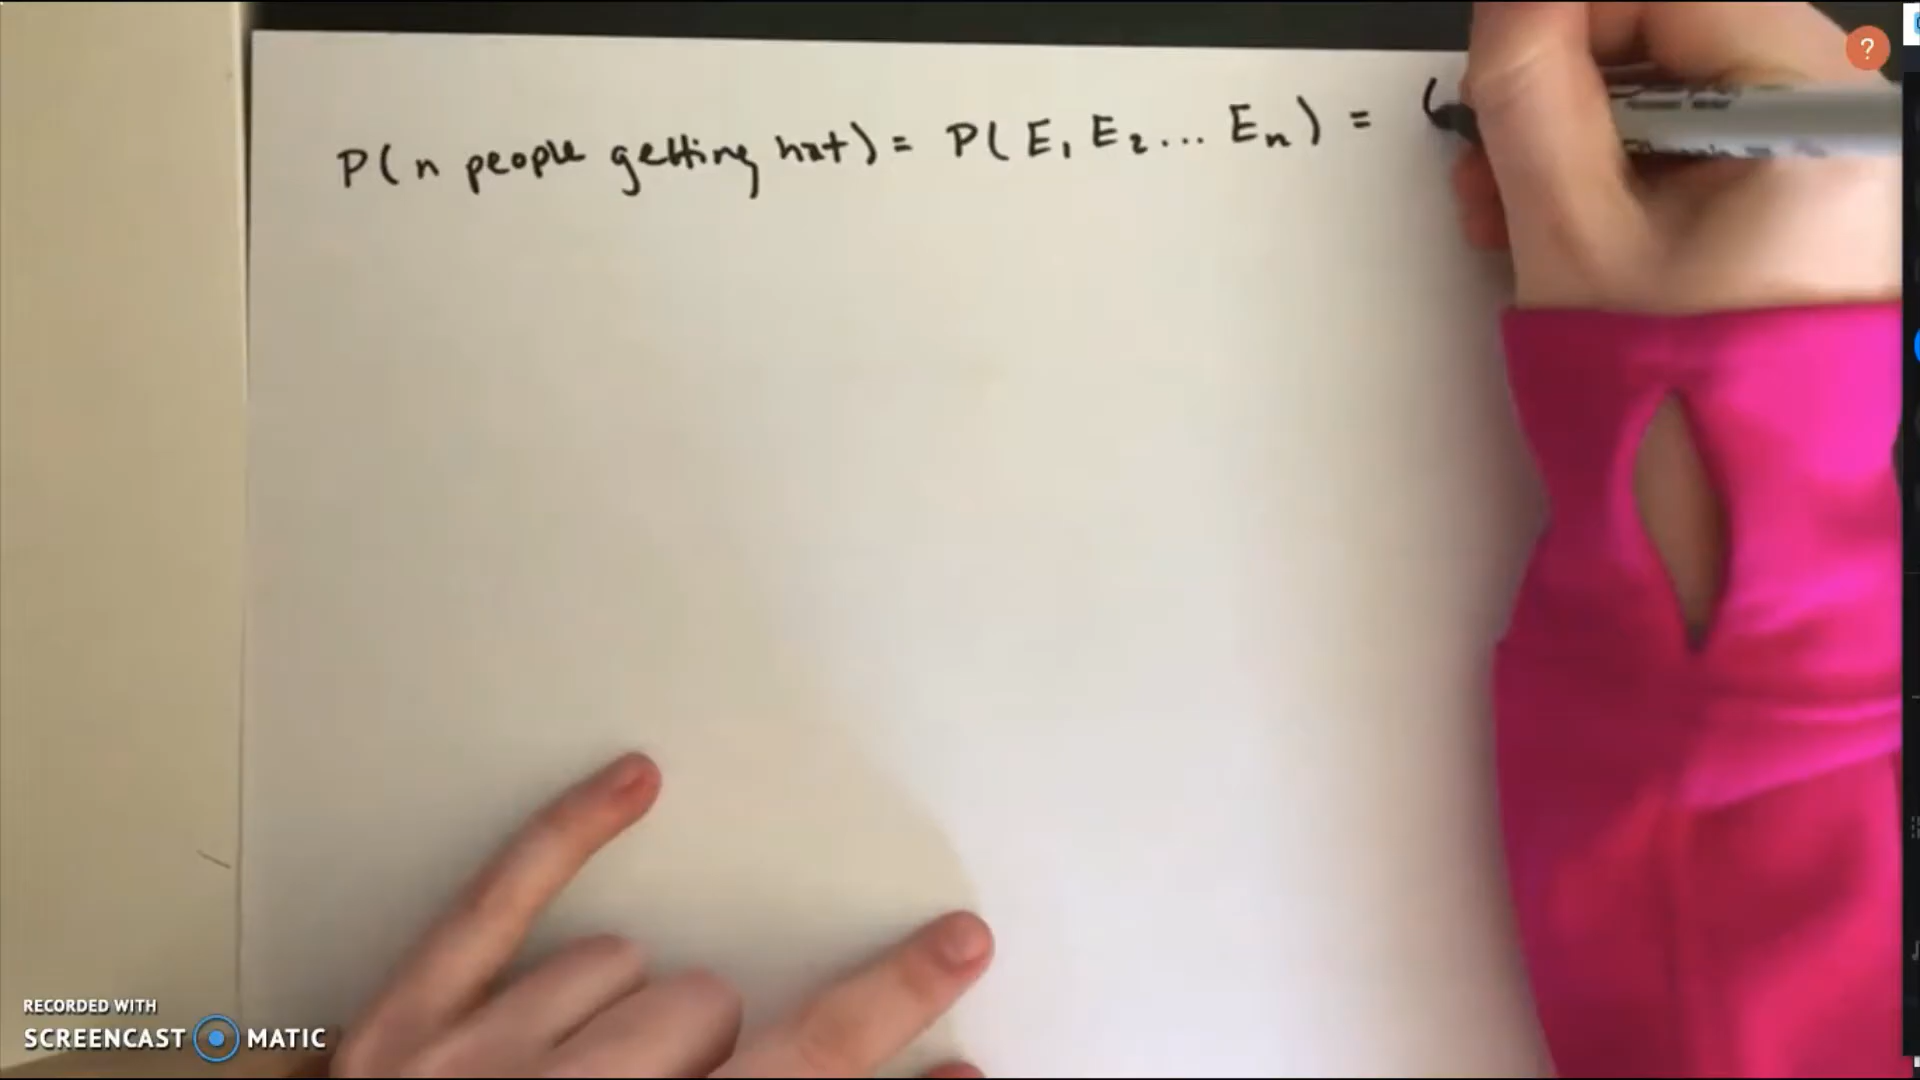 P( n people getting hat) = P( E₁ E₂ ... Eₙ ) = (
?
RECORDED WITH
SCREENCAST MATIC